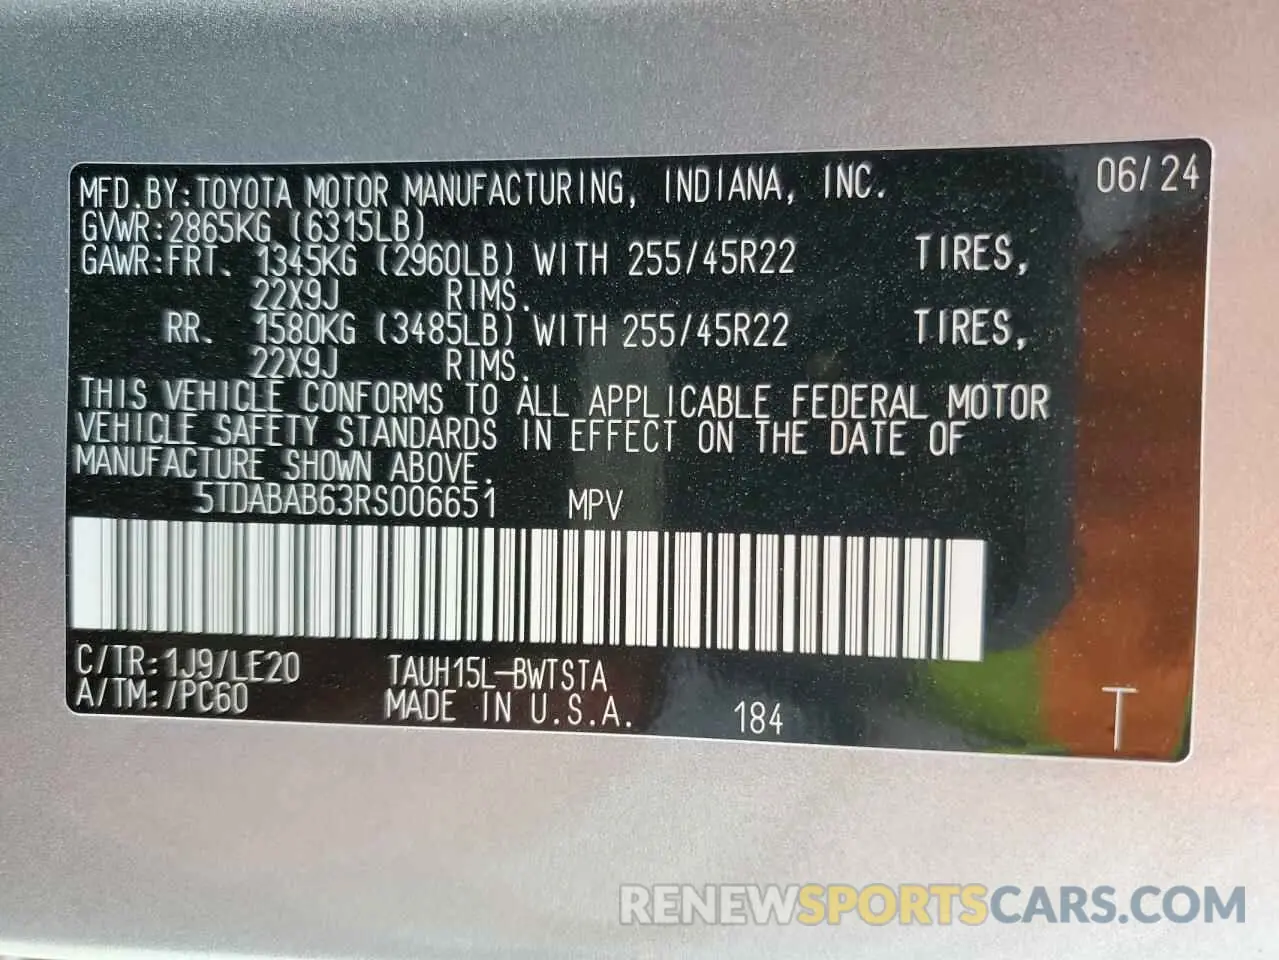 MFD.BY:TOYOTA MOTOR MANUFACTURING, INDIANA, INC. 06/24
GVWR:2865KG (6315LB)
GAWR:FRT. 1345KG (2960LB) WITH 255/45R22 TIRES,
22X9J RIMS.
RR. 1580KG (3485LB) WITH 255/45R22 TIRES,
22X9J RIMS.
THIS VEHICLE CONFORMS TO ALL APPLICABLE FEDERAL MOTOR
VEHICLE SAFETY STANDARDS IN EFFECT ON THE DATE OF
MANUFACTURE SHOWN ABOVE.
5TDABAB63RS006651 MPV
C/TR:1J9/LE20 TAUH15L-BWTSTA
A/TM:/PC60 MADE IN U.S.A. 184 T
RENEWSPORTSCARS.COM